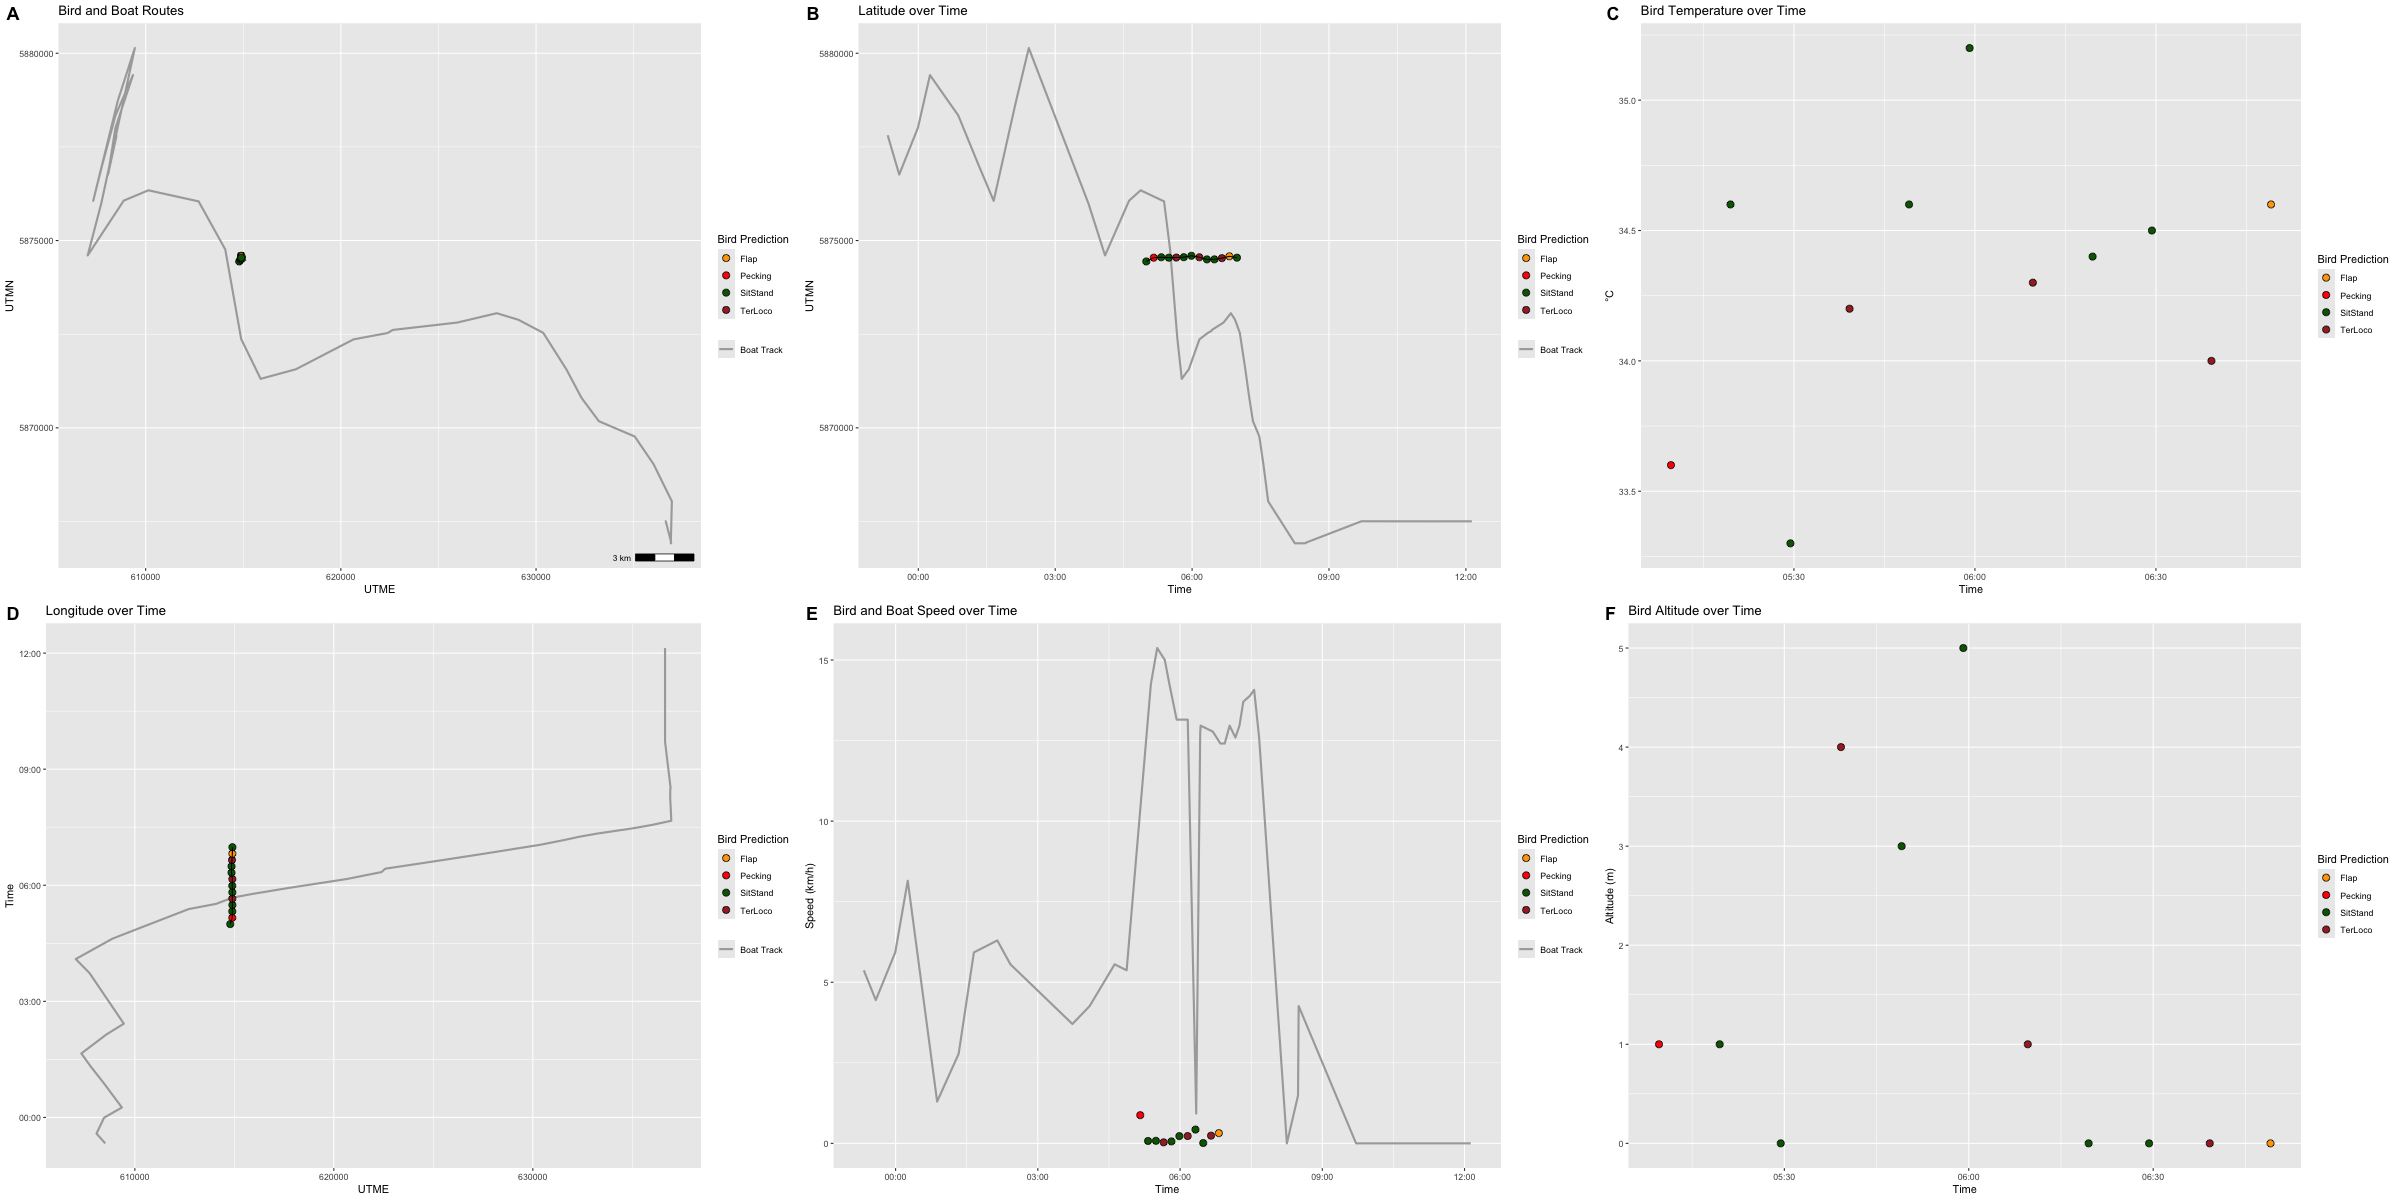 A Bird and Boat Routes
5880000
5875000
5870000
UTMN
610000 620000 630000
UTME
3 km
Bird Prediction
Flap
Pecking
SitStand
TerLoco
Boat Track
B Latitude over Time
5880000
5875000
5870000
UTMN
00:00 03:00 06:00 09:00 12:00
Time
Bird Prediction
Flap
Pecking
SitStand
TerLoco
Boat Track
C Bird Temperature over Time
35.0
34.5
34.0
33.5
°C
05:30 06:00 06:30
Time
Bird Prediction
Flap
Pecking
SitStand
TerLoco
D Longitude over Time
12:00
09:00
06:00
03:00
00:00
Time
610000 620000 630000
UTME
Bird Prediction
Flap
Pecking
SitStand
TerLoco
Boat Track
E Bird and Boat Speed over Time
15
10
5
0
Speed (km/h)
00:00 03:00 06:00 09:00 12:00
Time
Bird Prediction
Flap
Pecking
SitStand
TerLoco
Boat Track
F Bird Altitude over Time
5
4
3
2
1
0
Altitude (m)
05:30 06:00 06:30
Time
Bird Prediction
Flap
Pecking
SitStand
TerLoco